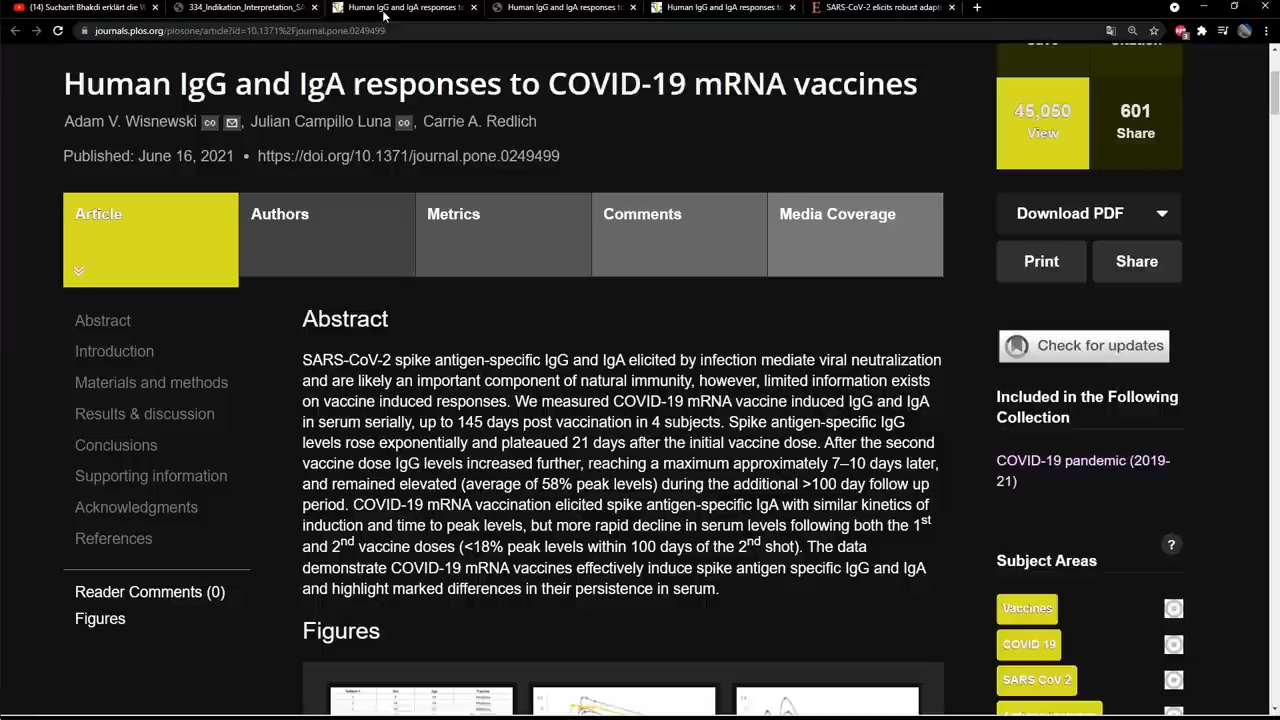 (14) Sucharit Bhakdi erklärt die W
334_Indikation_Interpretation_SA
Human IgG and IgA responses to
Human IgG and IgA responses to
Human IgG and IgA responses to
SARS-CoV-2 elicits robust adapti
journals.plos.org/plosone/article?id=10.1371%2Fjournal.pone.0249499
Human IgG and IgA responses to COVID-19 mRNA vaccines
Adam V. Wisnewski, Julian Campillo Luna, Carrie A. Redlich
Published: June 16, 2021 • https://doi.org/10.1371/journal.pone.0249499
Article
Authors
Metrics
Comments
Media Coverage
Abstract
Introduction
Materials and methods
Results & discussion
Conclusions
Supporting information
Acknowledgments
References
Reader Comments (0)
Figures
Abstract
SARS-CoV-2 spike antigen-specific IgG and IgA elicited by infection mediate viral neutralization
and are likely an important component of natural immunity, however, limited information exists
on vaccine induced responses. We measured COVID-19 mRNA vaccine induced IgG and IgA
in serum serially, up to 145 days post vaccination in 4 subjects. Spike antigen-specific IgG
levels rose exponentially and plateaued 21 days after the initial vaccine dose. After the second
vaccine dose IgG levels increased further, reaching a maximum approximately 7–10 days later,
and remained elevated (average of 58% peak levels) during the additional >100 day follow up
period. COVID-19 mRNA vaccination elicited spike antigen-specific IgA with similar kinetics of
induction and time to peak levels, but more rapid decline in serum levels following both the 1st
and 2nd vaccine doses (<18% peak levels within 100 days of the 2nd shot). The data
demonstrate COVID-19 mRNA vaccines effectively induce spike antigen specific IgG and IgA
and highlight marked differences in their persistence in serum.
Figures
45,050
View
601
Share
Download PDF
Print
Share
Check for updates
Included in the Following
Collection
COVID-19 pandemic (2019-
21)
?
Subject Areas
Vaccines
COVID 19
SARS CoV 2